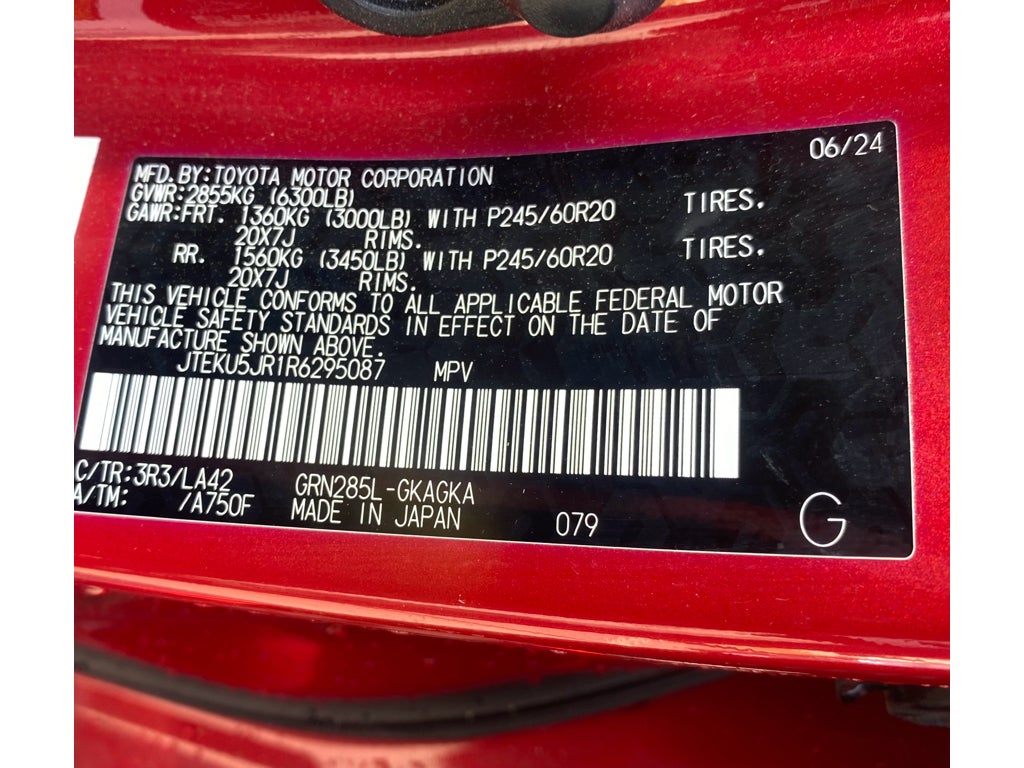 06/24
MFD.BY:TOYOTA MOTOR CORPORATION
GVWR:2855KG (6300LB)
GAWR:FRT. 1360KG (3000LB) WITH P245/60R20 TIRES.
20X7J RIMS.
RR. 1560KG (3450LB) WITH P245/60R20 TIRES.
20X7J RIMS.
THIS VEHICLE CONFORMS TO ALL APPLICABLE FEDERAL MOTOR
VEHICLE SAFETY STANDARDS IN EFFECT ON THE DATE OF
MANUFACTURE SHOWN ABOVE.
JTEKU5JR1R6295087 MPV
C/TR:3R3/LA42 GRN285L-GKAGKA
A/TM: /A750F MADE IN JAPAN 079 G